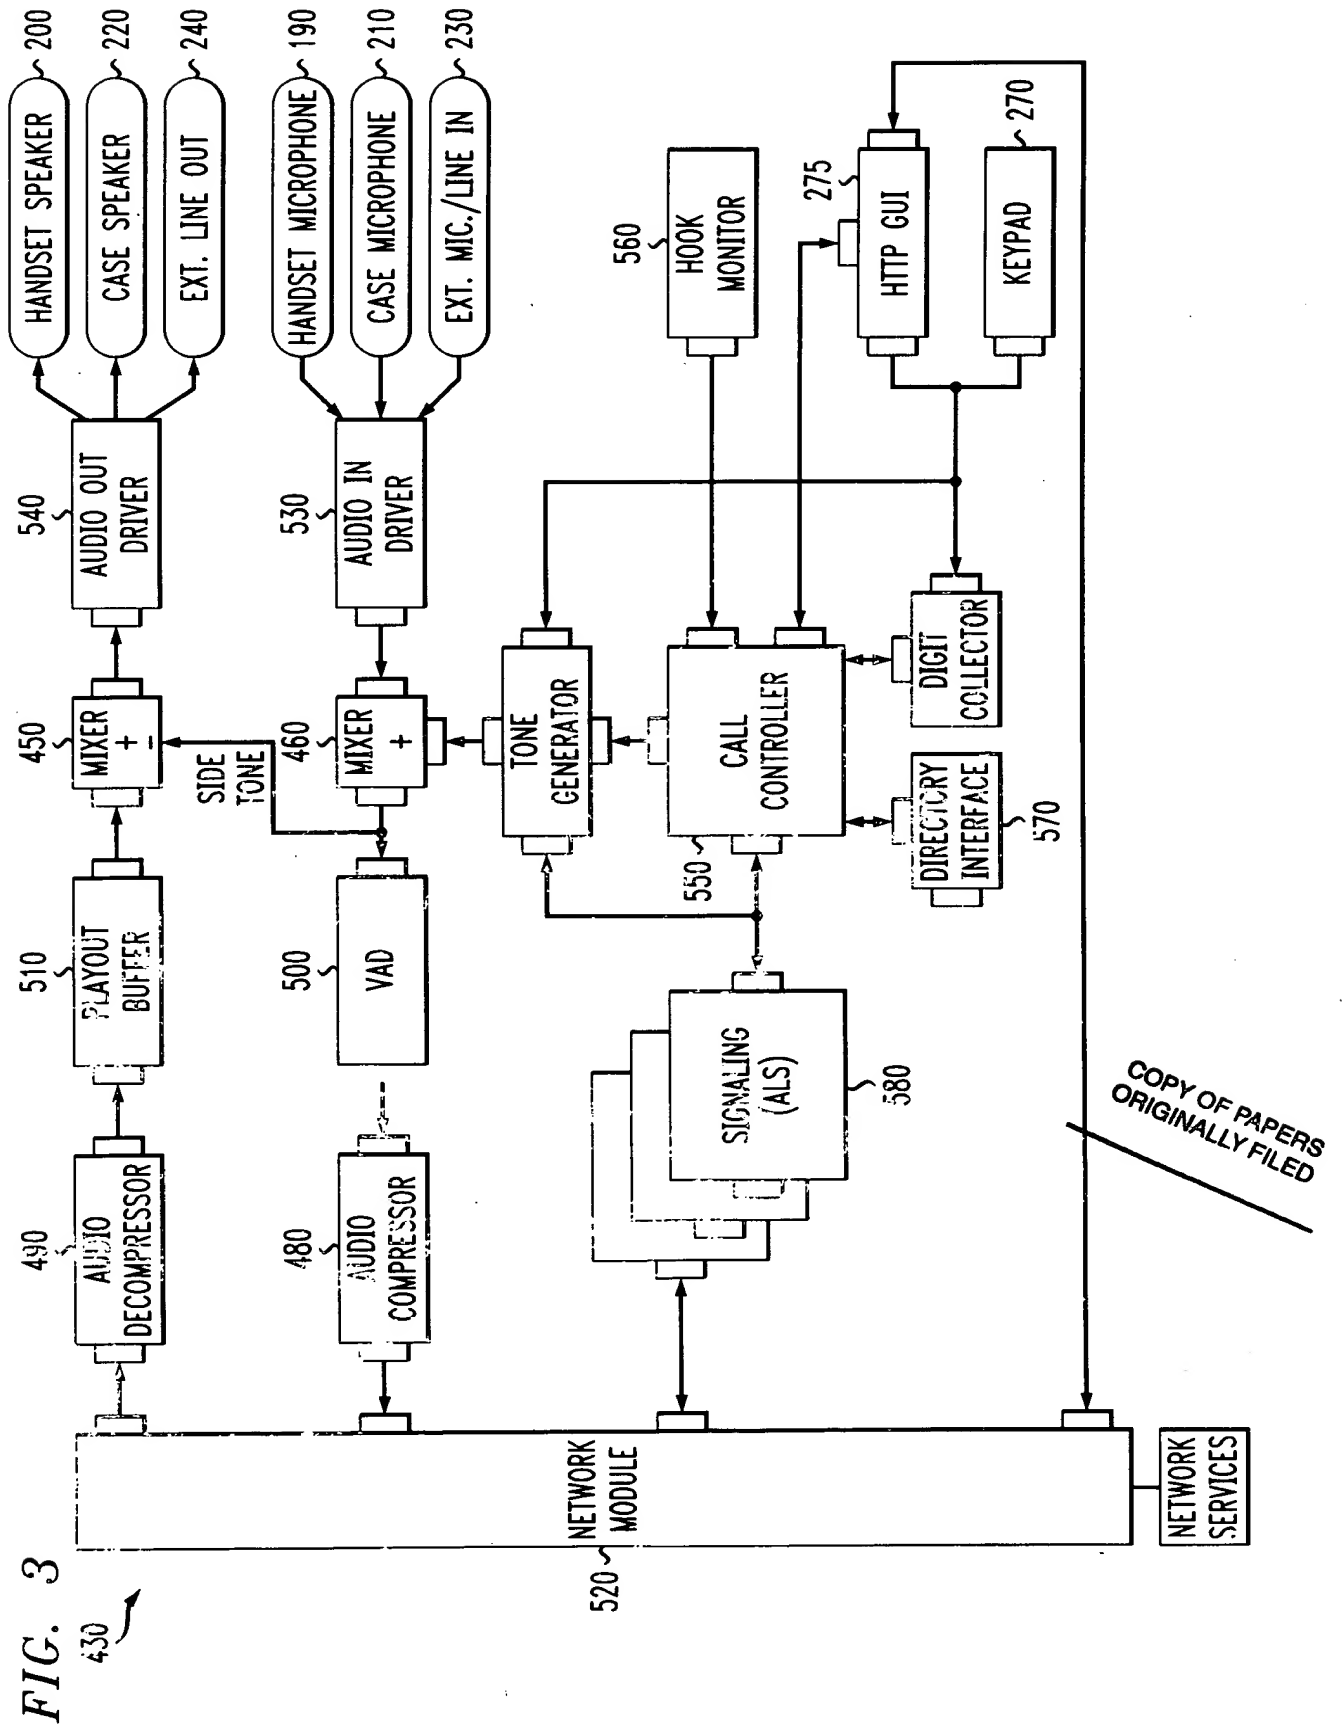 FIG. 3
430
200
HANDSET SPEAKER
220
CASE SPEAKER
240
EXT. LINE OUT
540
AUDIO OUT
DRIVER
450
MIXER
+
-
510
PLAYOUT
BUFFER
490
AUDIO
DECOMPRESSOR
SIDE
TONE
190
HANDSET MICROPHONE
210
CASE MICROPHONE
230
EXT. MIC./LINE IN
530
AUDIO IN
DRIVER
460
MIXER
+
500
VAD
480
AUDIO
COMPRESSOR
TONE
GENERATOR
560
HOOK
MONITOR
550
CALL
CONTROLLER
580
SIGNALING
(ALS)
275
HTTP GUI
270
KEYPAD
DIGIT
COLLECTOR
570
DIRECTORY
INTERFACE
520
NETWORK
MODULE
NETWORK
SERVICES
COPY OF PAPERS
ORIGINALLY FILED